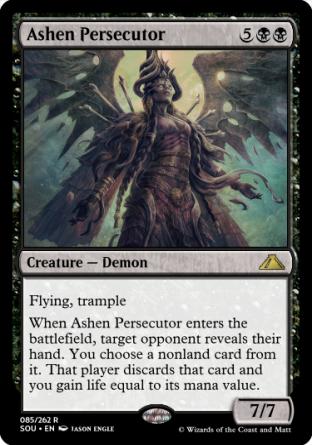 Ashen Persecutor 5
Creature — Demon
Flying, trample
When Ashen Persecutor enters the
battlefield, target opponent reveals their
hand. You choose a nonland card from
it. That player discards that card and
you gain life equal to its mana value.
7/7
085/262 R
SOU • EN JASON ENGLE
© Wizards of the Coast and Matt